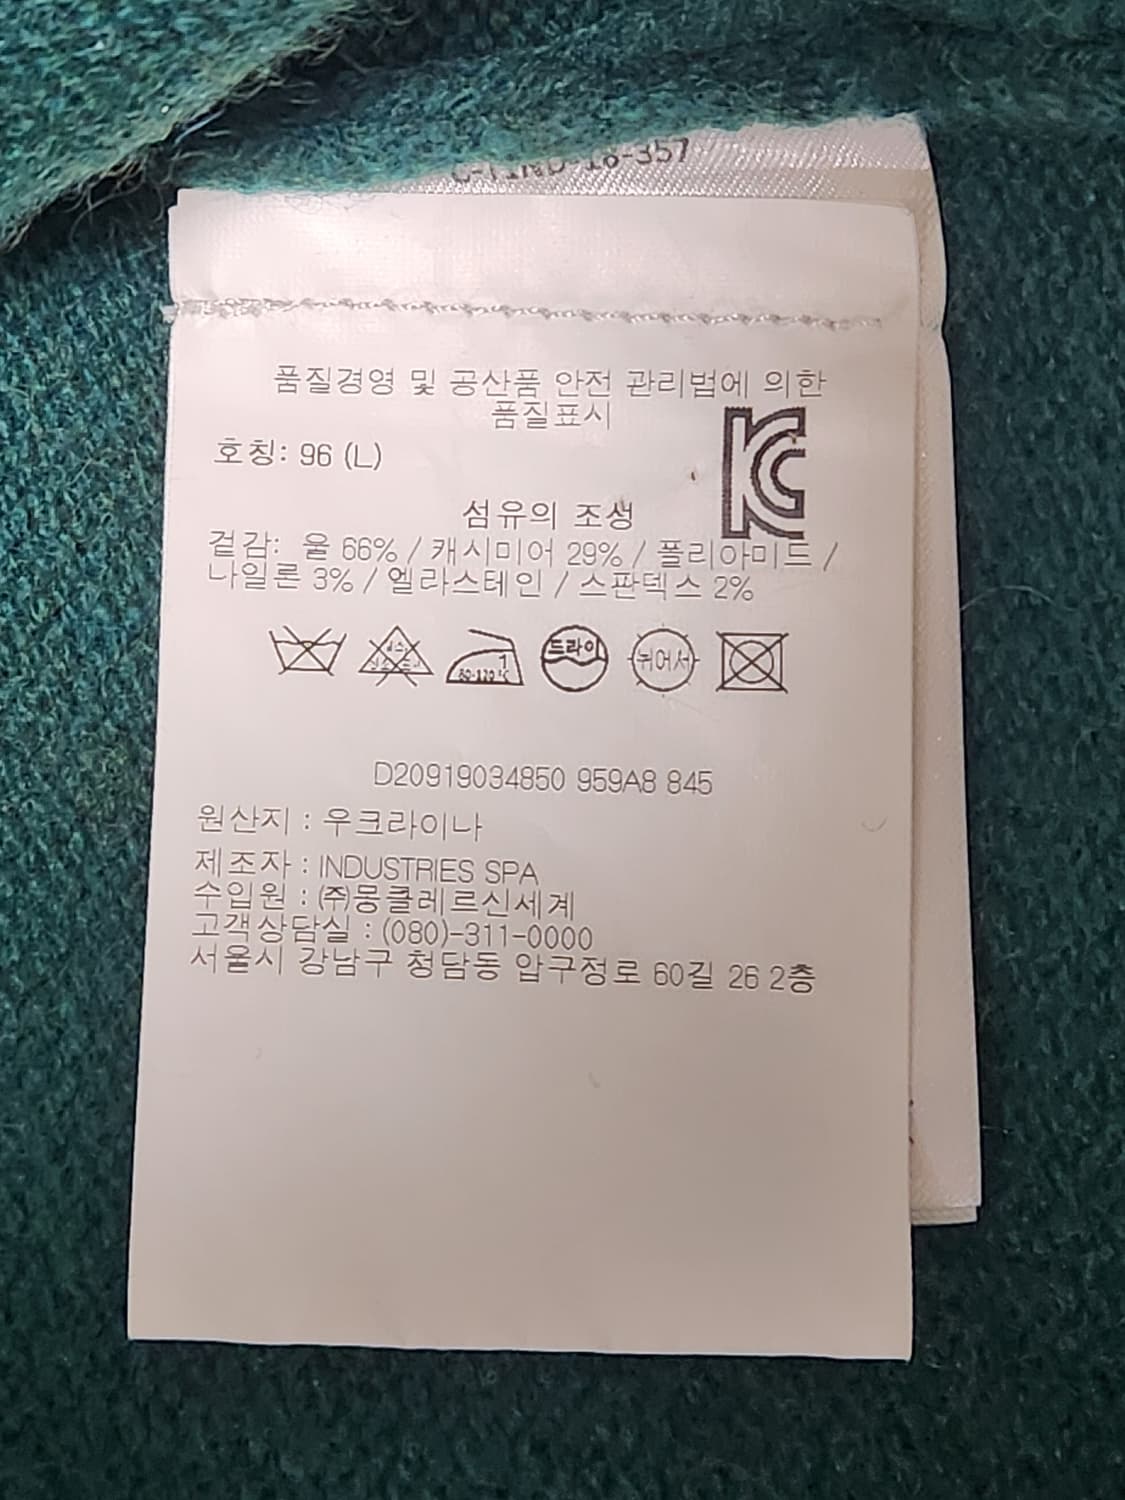 -357
품질경영 및 공산품 안전 관리법에 의한
품질표시
호칭: 96 (L)
섬유의 조성
겉감: 울 66% / 캐시미어 29% / 폴리아미드 /
나일론 3% / 엘라스테인 / 스판덱스 2%
1
80-120℃
드라이
뉘어서
D20919034850 959A8 845
원산지 : 우크라이나
제조자 : INDUSTRIES SPA
수입원 : (주)몽클레르신세계
고객상담실 : (080)-311-0000
서울시 강남구 청담동 압구정로 60길 26 2층